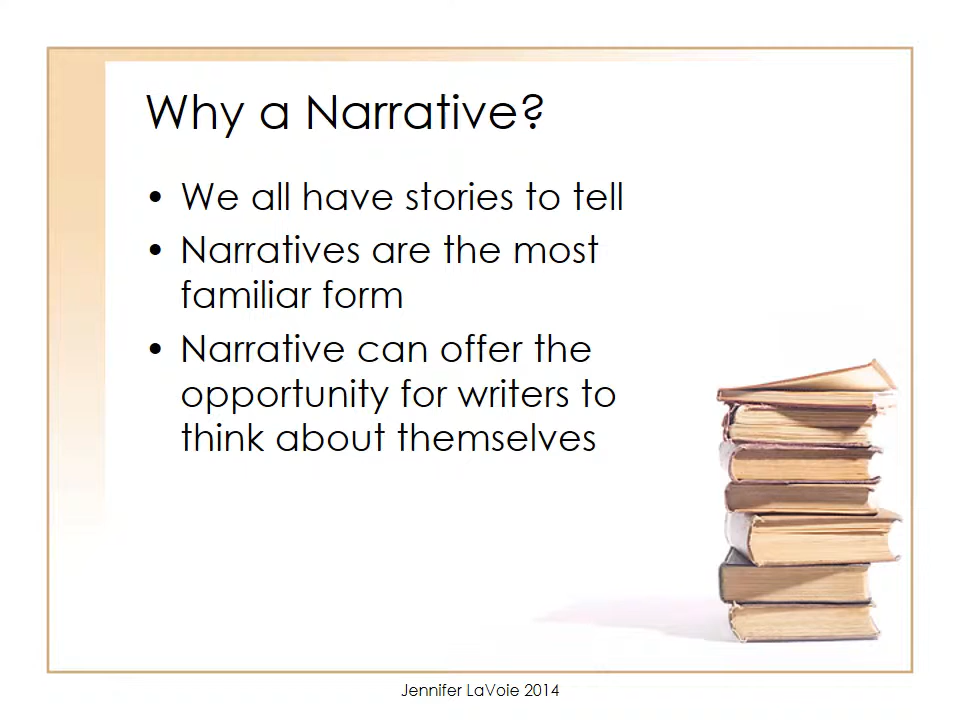 Why a Narrative?
• We all have stories to tell
• Narratives are the most
familiar form
• Narrative can offer the
opportunity for writers to
think about themselves
Jennifer LaVoie 2014